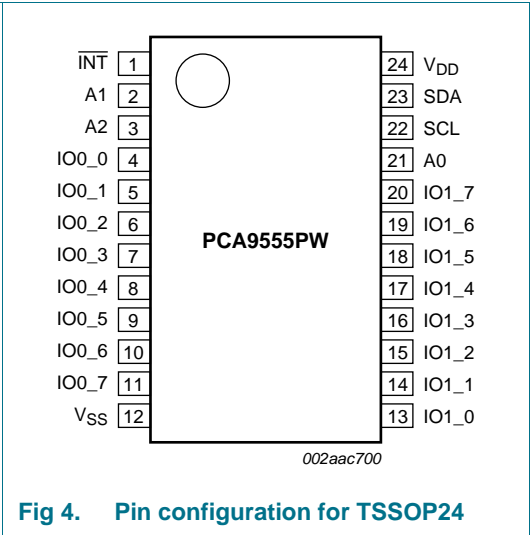 INT 1 24 VDD
A1 2 23 SDA
A2 3 22 SCL
IO0_0 4 21 A0
IO0_1 5 20 IO1_7
IO0_2 6 19 IO1_6
PCA9555PW
IO0_3 7 18 IO1_5
IO0_4 8 17 IO1_4
IO0_5 9 16 IO1_3
IO0_6 10 15 IO1_2
IO0_7 11 14 IO1_1
VSS 12 13 IO1_0
002aac700
Fig 4. Pin configuration for TSSOP24